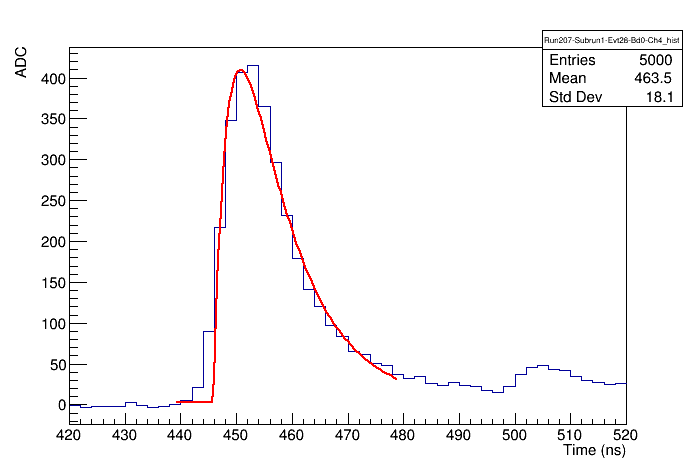 Run207-Subrun1-Evt26-Bd0-Ch4_hist
Entries 5000
Mean 463.5
Std Dev 18.1
ADC
400
350
300
250
200
150
100
50
0
420 430 440 450 460 470 480 490 500 510 520
Time (ns)